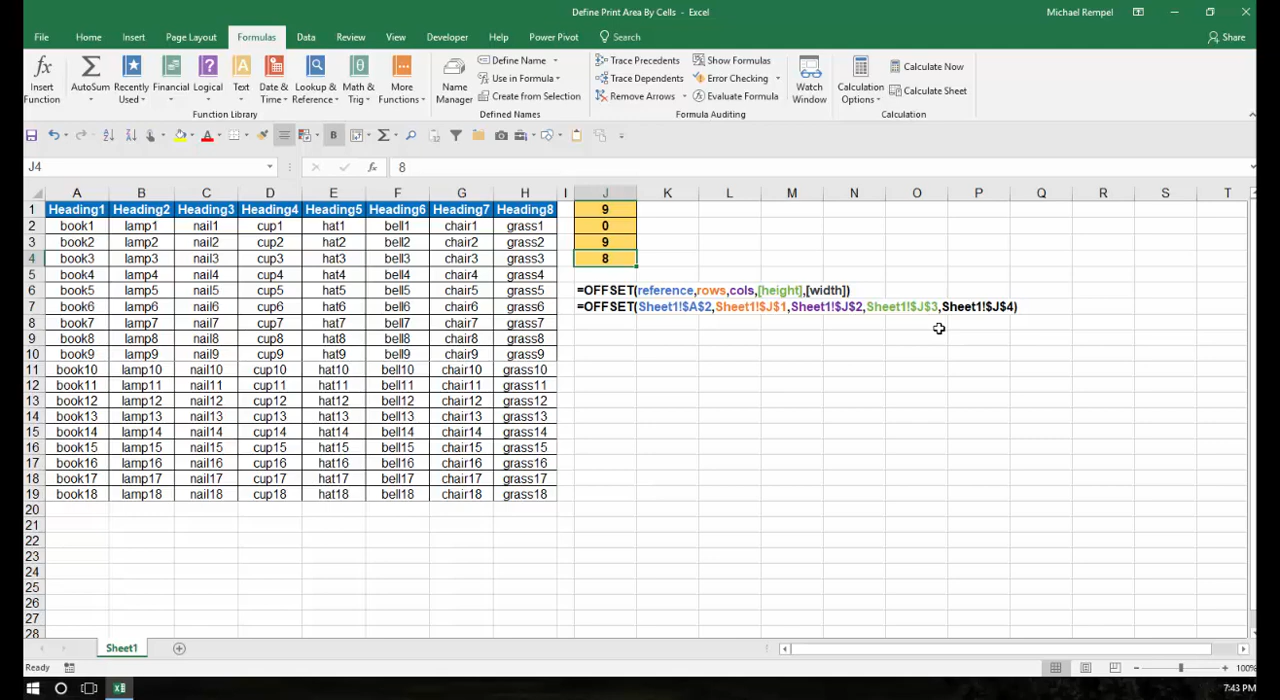 Define Print Area By Cells - Excel
Michael Rempel
File Home Insert Page Layout Formulas Data Review View Developer Help Power Pivot Search Share
Insert Function
AutoSum
Recently Used
Financial
Logical
Text
Date & Time
Lookup & Reference
Math & Trig
More Functions
Function Library
Name Manager
Define Name
Use in Formula
Create from Selection
Defined Names
Trace Precedents
Trace Dependents
Remove Arrows
Show Formulas
Error Checking
Evaluate Formula
Formula Auditing
Watch Window
Calculation Options
Calculate Now
Calculate Sheet
Calculation
J4 fx 8
A B C D E F G H I J K L M N O P Q R S T
1 Heading1 Heading2 Heading3 Heading4 Heading5 Heading6 Heading7 Heading8 9
2 book1 lamp1 nail1 cup1 hat1 bell1 chair1 grass1 0
3 book2 lamp2 nail2 cup2 hat2 bell2 chair2 grass2 9
4 book3 lamp3 nail3 cup3 hat3 bell3 chair3 grass3 8
5 book4 lamp4 nail4 cup4 hat4 bell4 chair4 grass4
6 book5 lamp5 nail5 cup5 hat5 bell5 chair5 grass5 =OFFSET(reference,rows,cols,[height],[width])
7 book6 lamp6 nail6 cup6 hat6 bell6 chair6 grass6 =OFFSET(Sheet1!$A$2,Sheet1!$J$1,Sheet1!$J$2,Sheet1!$J$3,Sheet1!$J$4)
8 book7 lamp7 nail7 cup7 hat7 bell7 chair7 grass7
9 book8 lamp8 nail8 cup8 hat8 bell8 chair8 grass8
10 book9 lamp9 nail9 cup9 hat9 bell9 chair9 grass9
11 book10 lamp10 nail10 cup10 hat10 bell10 chair10 grass10
12 book11 lamp11 nail11 cup11 hat11 bell11 chair11 grass11
13 book12 lamp12 nail12 cup12 hat12 bell12 chair12 grass12
14 book13 lamp13 nail13 cup13 hat13 bell13 chair13 grass13
15 book14 lamp14 nail14 cup14 hat14 bell14 chair14 grass14
16 book15 lamp15 nail15 cup15 hat15 bell15 chair15 grass15
17 book16 lamp16 nail16 cup16 hat16 bell16 chair16 grass16
18 book17 lamp17 nail17 cup17 hat17 bell17 chair17 grass17
19 book18 lamp18 nail18 cup18 hat18 bell18 chair18 grass18
20
21
22
23
24
25
26
27
28
Sheet1
Ready 100%
7:43 PM